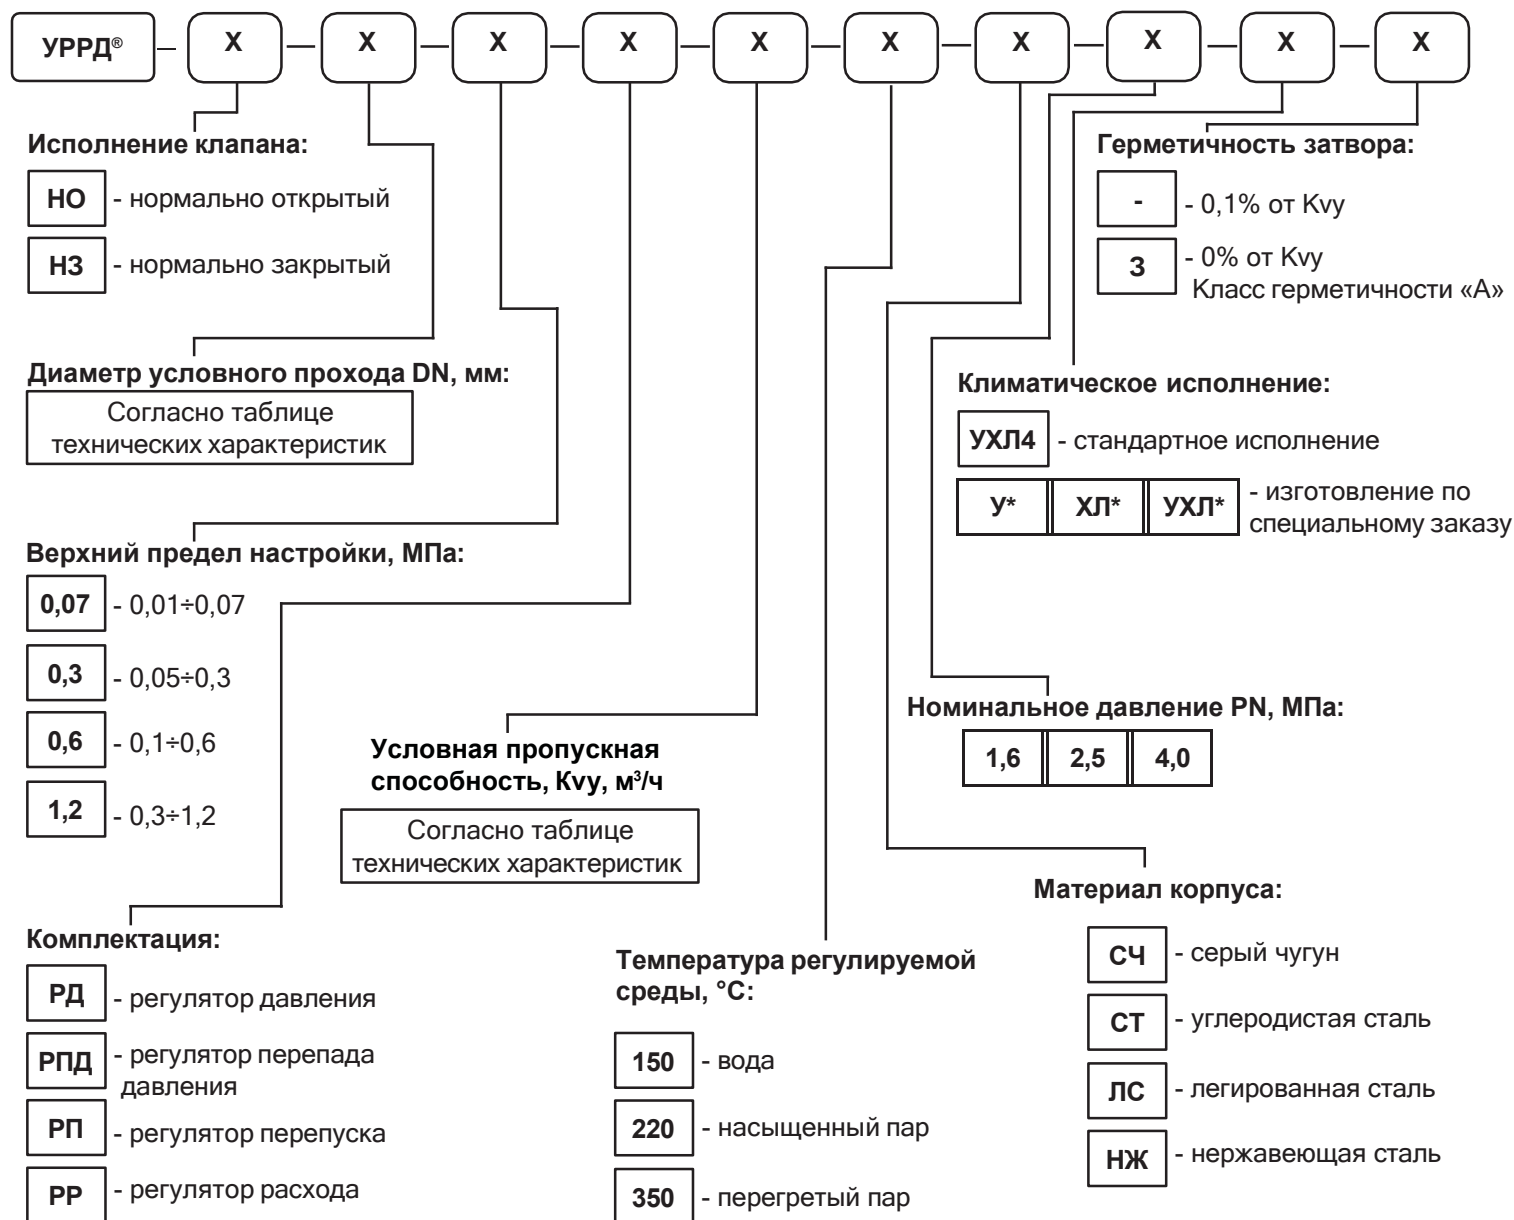 УРРД® – X – X – X – X – X – X – X – X – X – X
Исполнение клапана:
НО - нормально открытый
НЗ - нормально закрытый
Диаметр условного прохода DN, мм:
Согласно таблице
технических характеристик
Верхний предел настройки, МПа:
0,07 - 0,01÷0,07
0,3 - 0,05÷0,3
0,6 - 0,1÷0,6
1,2 - 0,3÷1,2
Комплектация:
РД - регулятор давления
РПД - регулятор перепада
давления
РП - регулятор перепуска
РР - регулятор расхода
Условная пропускная
способность, Kvy, м³/ч
Согласно таблице
технических характеристик
Температура регулируемой
среды, °С:
150 - вода
220 - насыщенный пар
350 - перегретый пар
Герметичность затвора:
- - 0,1% от Kvy
3 - 0% от Kvy
Класс герметичности «А»
Климатическое исполнение:
УХЛ4 - стандартное исполнение
У* ХЛ* УХЛ* - изготовление по
специальному заказу
Номинальное давление PN, МПа:
1,6 2,5 4,0
Материал корпуса:
СЧ - серый чугун
СТ - углеродистая сталь
ЛС - легированная сталь
НЖ - нержавеющая сталь